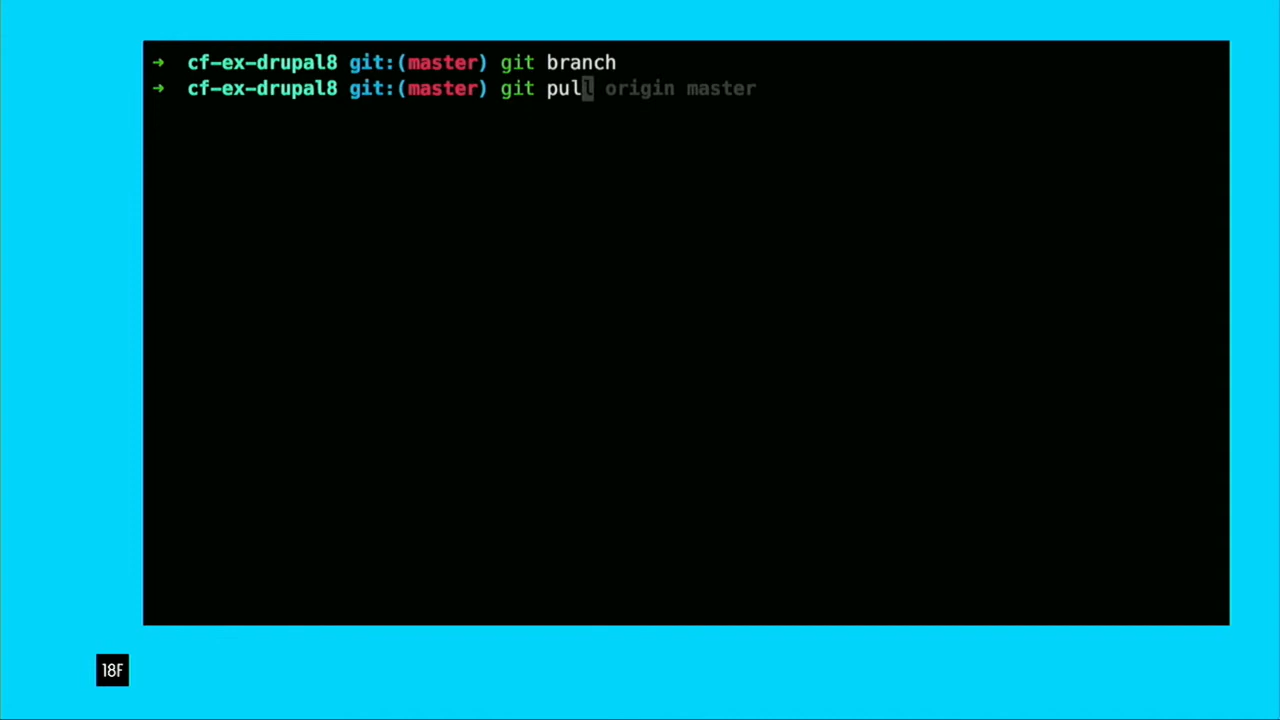 ➜ cf-ex-drupal8 git:(master) git branch
➜ cf-ex-drupal8 git:(master) git pull origin master
18F